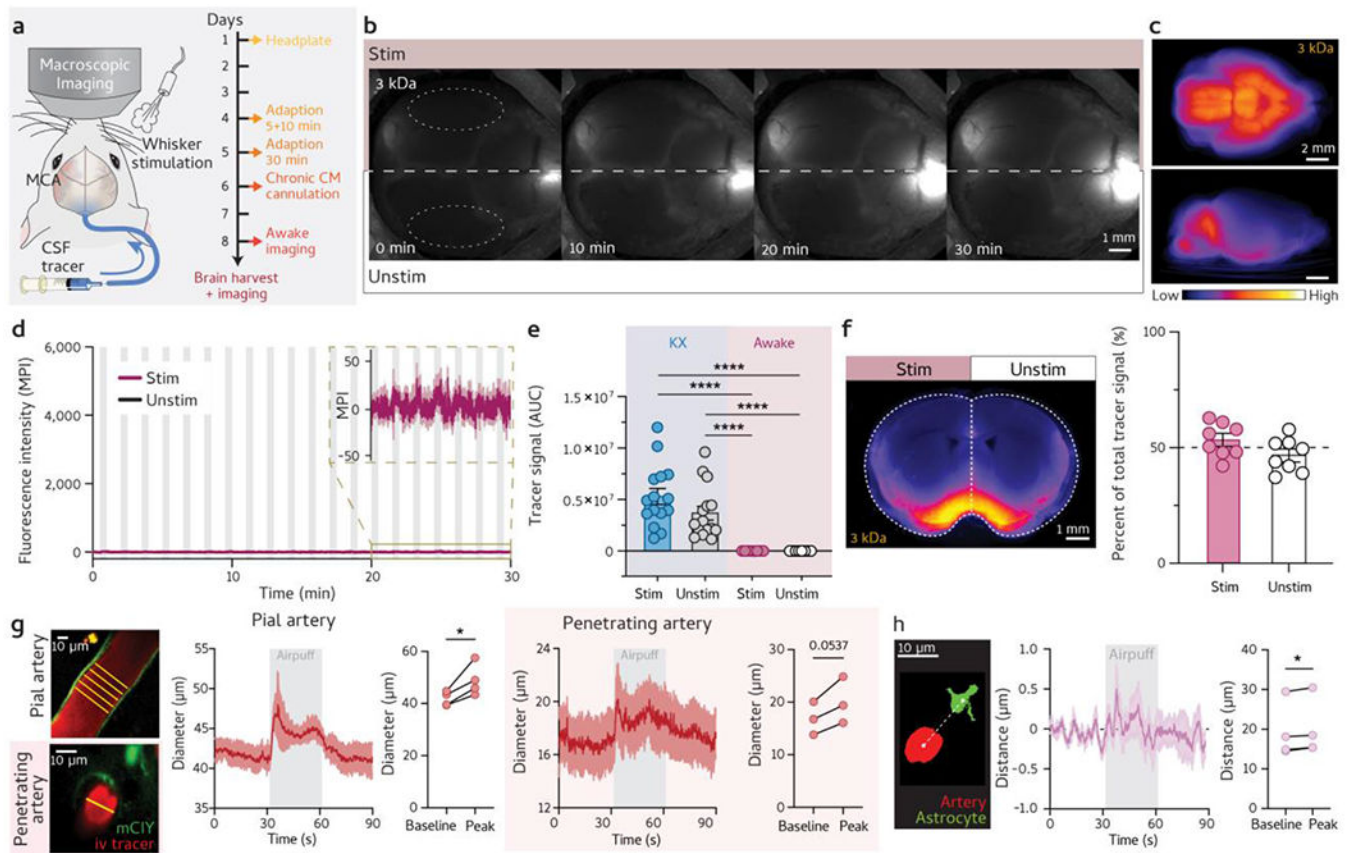 a
Days
Macroscopic
Imaging
Whisker
stimulation
MCA
CSF
tracer
1
Headplate
2
3
4
Adaption
5+10 min
5
Adaption
30 min
6
Chronic CM
cannulation
7
8
Awake
imaging
Brain harvest
+ imaging
b
Stim
3 kDa
0 min
10 min
20 min
30 min
1 mm
Unstim
c
3 kDa
2 mm
Low
High
d
Fluorescence intensity (MPI)
6,000
4,000
2,000
0
Stim
Unstim
MPI
50
0
-50
0
10
20
30
Time (min)
e
KX
Awake
****
****
****
****
Tracer signal (AUC)
1.5×10⁷
1.0×10⁷
0.5×10⁷
0
Stim
Unstim
Stim
Unstim
f
Stim
Unstim
3 kDa
1 mm
Percent of total tracer signal (%)
100
50
0
Stim
Unstim
g
Pial artery
10 µm
Penetrating
artery
10 µm
mCIY
iv tracer
Pial artery
Airpuff
Diameter (µm)
55
50
45
40
35
0
30
60
90
Time (s)
*
Diameter (µm)
60
40
20
0
Baseline
Peak
Penetrating artery
Airpuff
Diameter (µm)
24
20
16
12
0
30
60
90
Time (s)
0.0537
Diameter (µm)
30
20
10
0
Baseline
Peak
h
10 µm
Artery
Astrocyte
Airpuff
Distance (µm)
1.0
0.5
0
-0.5
-1.0
0
30
60
90
Time (s)
*
Distance (µm)
40
30
20
10
0
Baseline
Peak